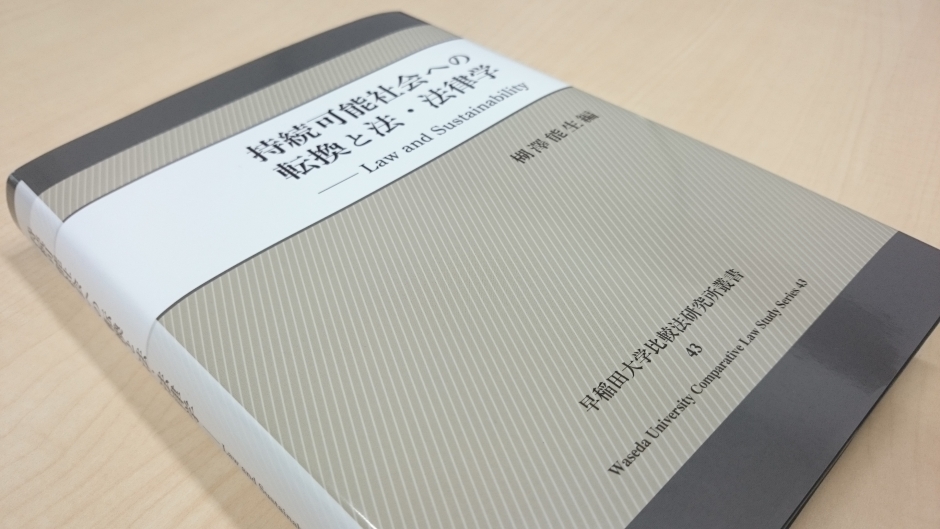 持続可能社会への
転換と法・法律学
── Law and Sustainability
楜澤能生編
早稲田大学比較法研究所叢書
43
Waseda University Comparative Law Study Series 43